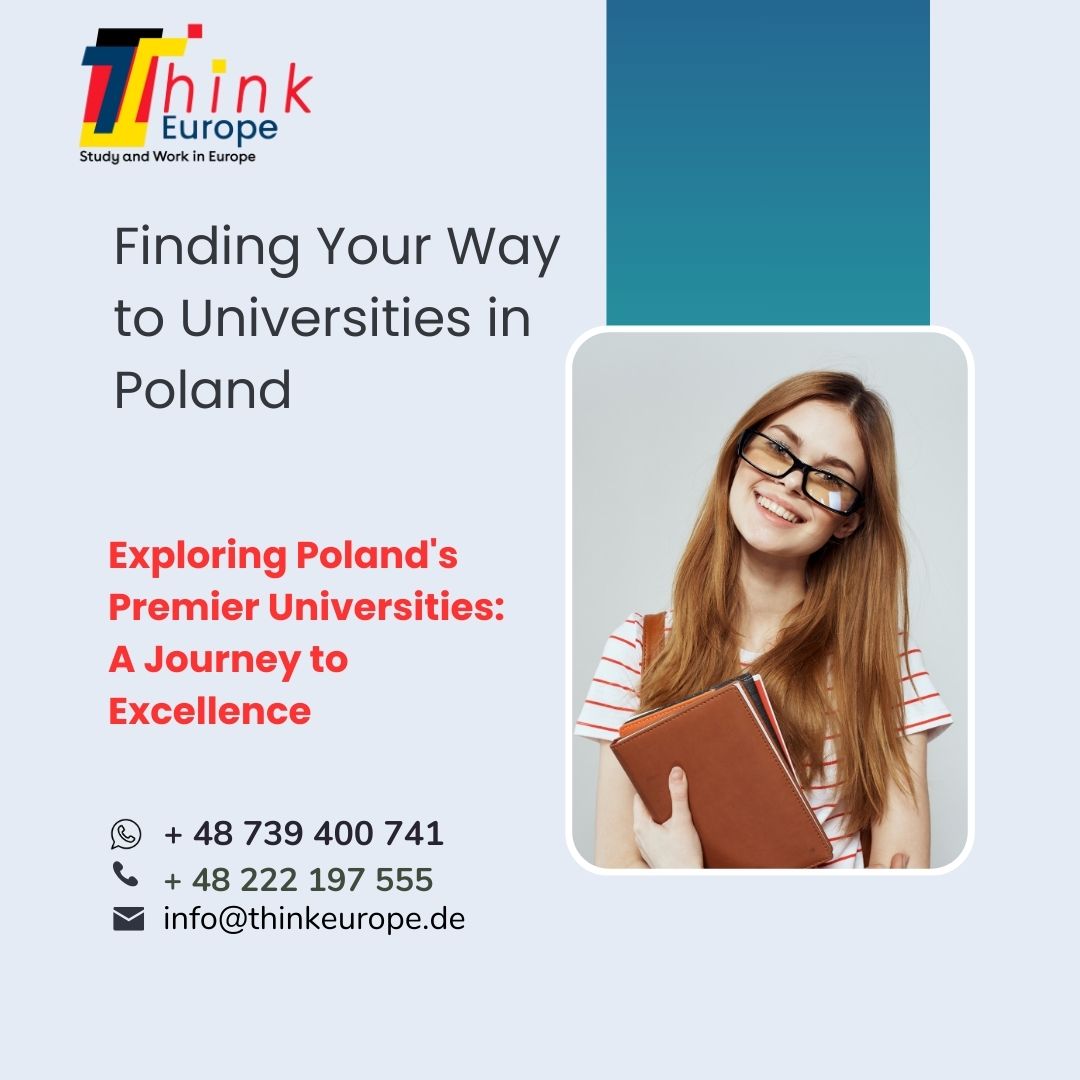 Think
Europe
Study and Work in Europe
Finding Your Way
to Universities in
Poland
Exploring Poland's
Premier Universities:
A Journey to
Excellence
+ 48 739 400 741
+ 48 222 197 555
info@thinkeurope.de